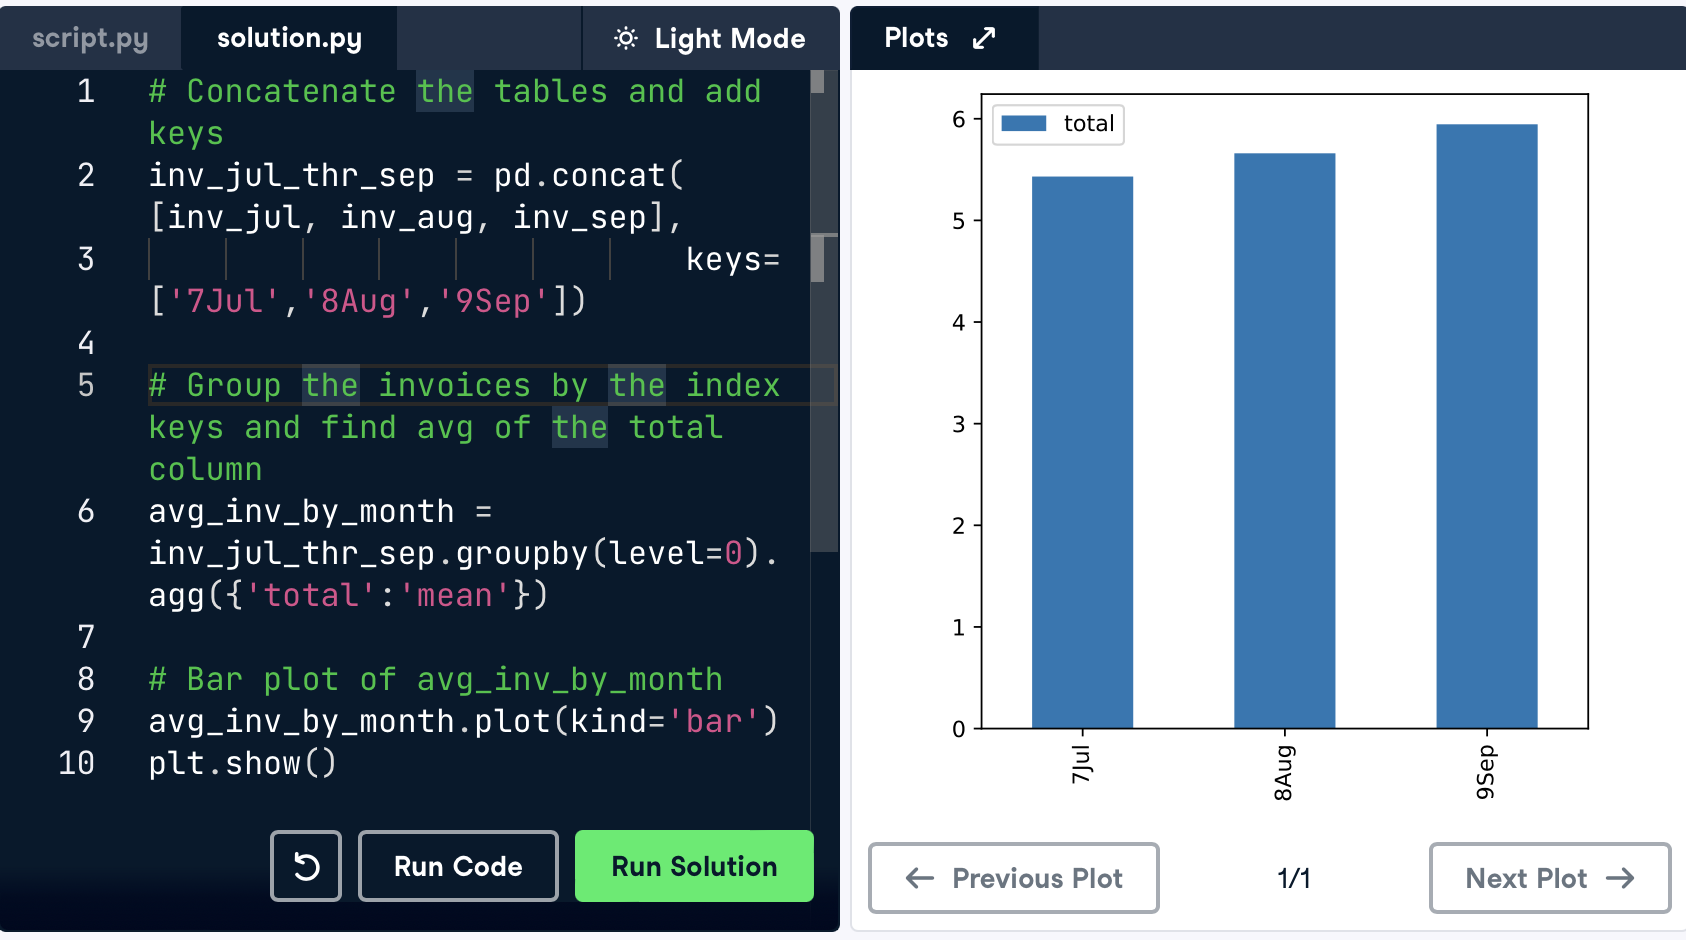 script.py
solution.py
Light Mode
1 # Concatenate the tables and add
keys
2 inv_jul_thr_sep = pd.concat(
[inv_jul, inv_aug, inv_sep],
3 keys=
['7Jul','8Aug','9Sep'])
4
5 # Group the invoices by the index
keys and find avg of the total
column
6 avg_inv_by_month =
inv_jul_thr_sep.groupby(level=0).
agg({'total':'mean'})
7
8 # Bar plot of avg_inv_by_month
9 avg_inv_by_month.plot(kind='bar')
10 plt.show()
Run Code
Run Solution
Plots
total
6
5
4
3
2
1
0
7Jul
8Aug
9Sep
← Previous Plot
1/1
Next Plot →